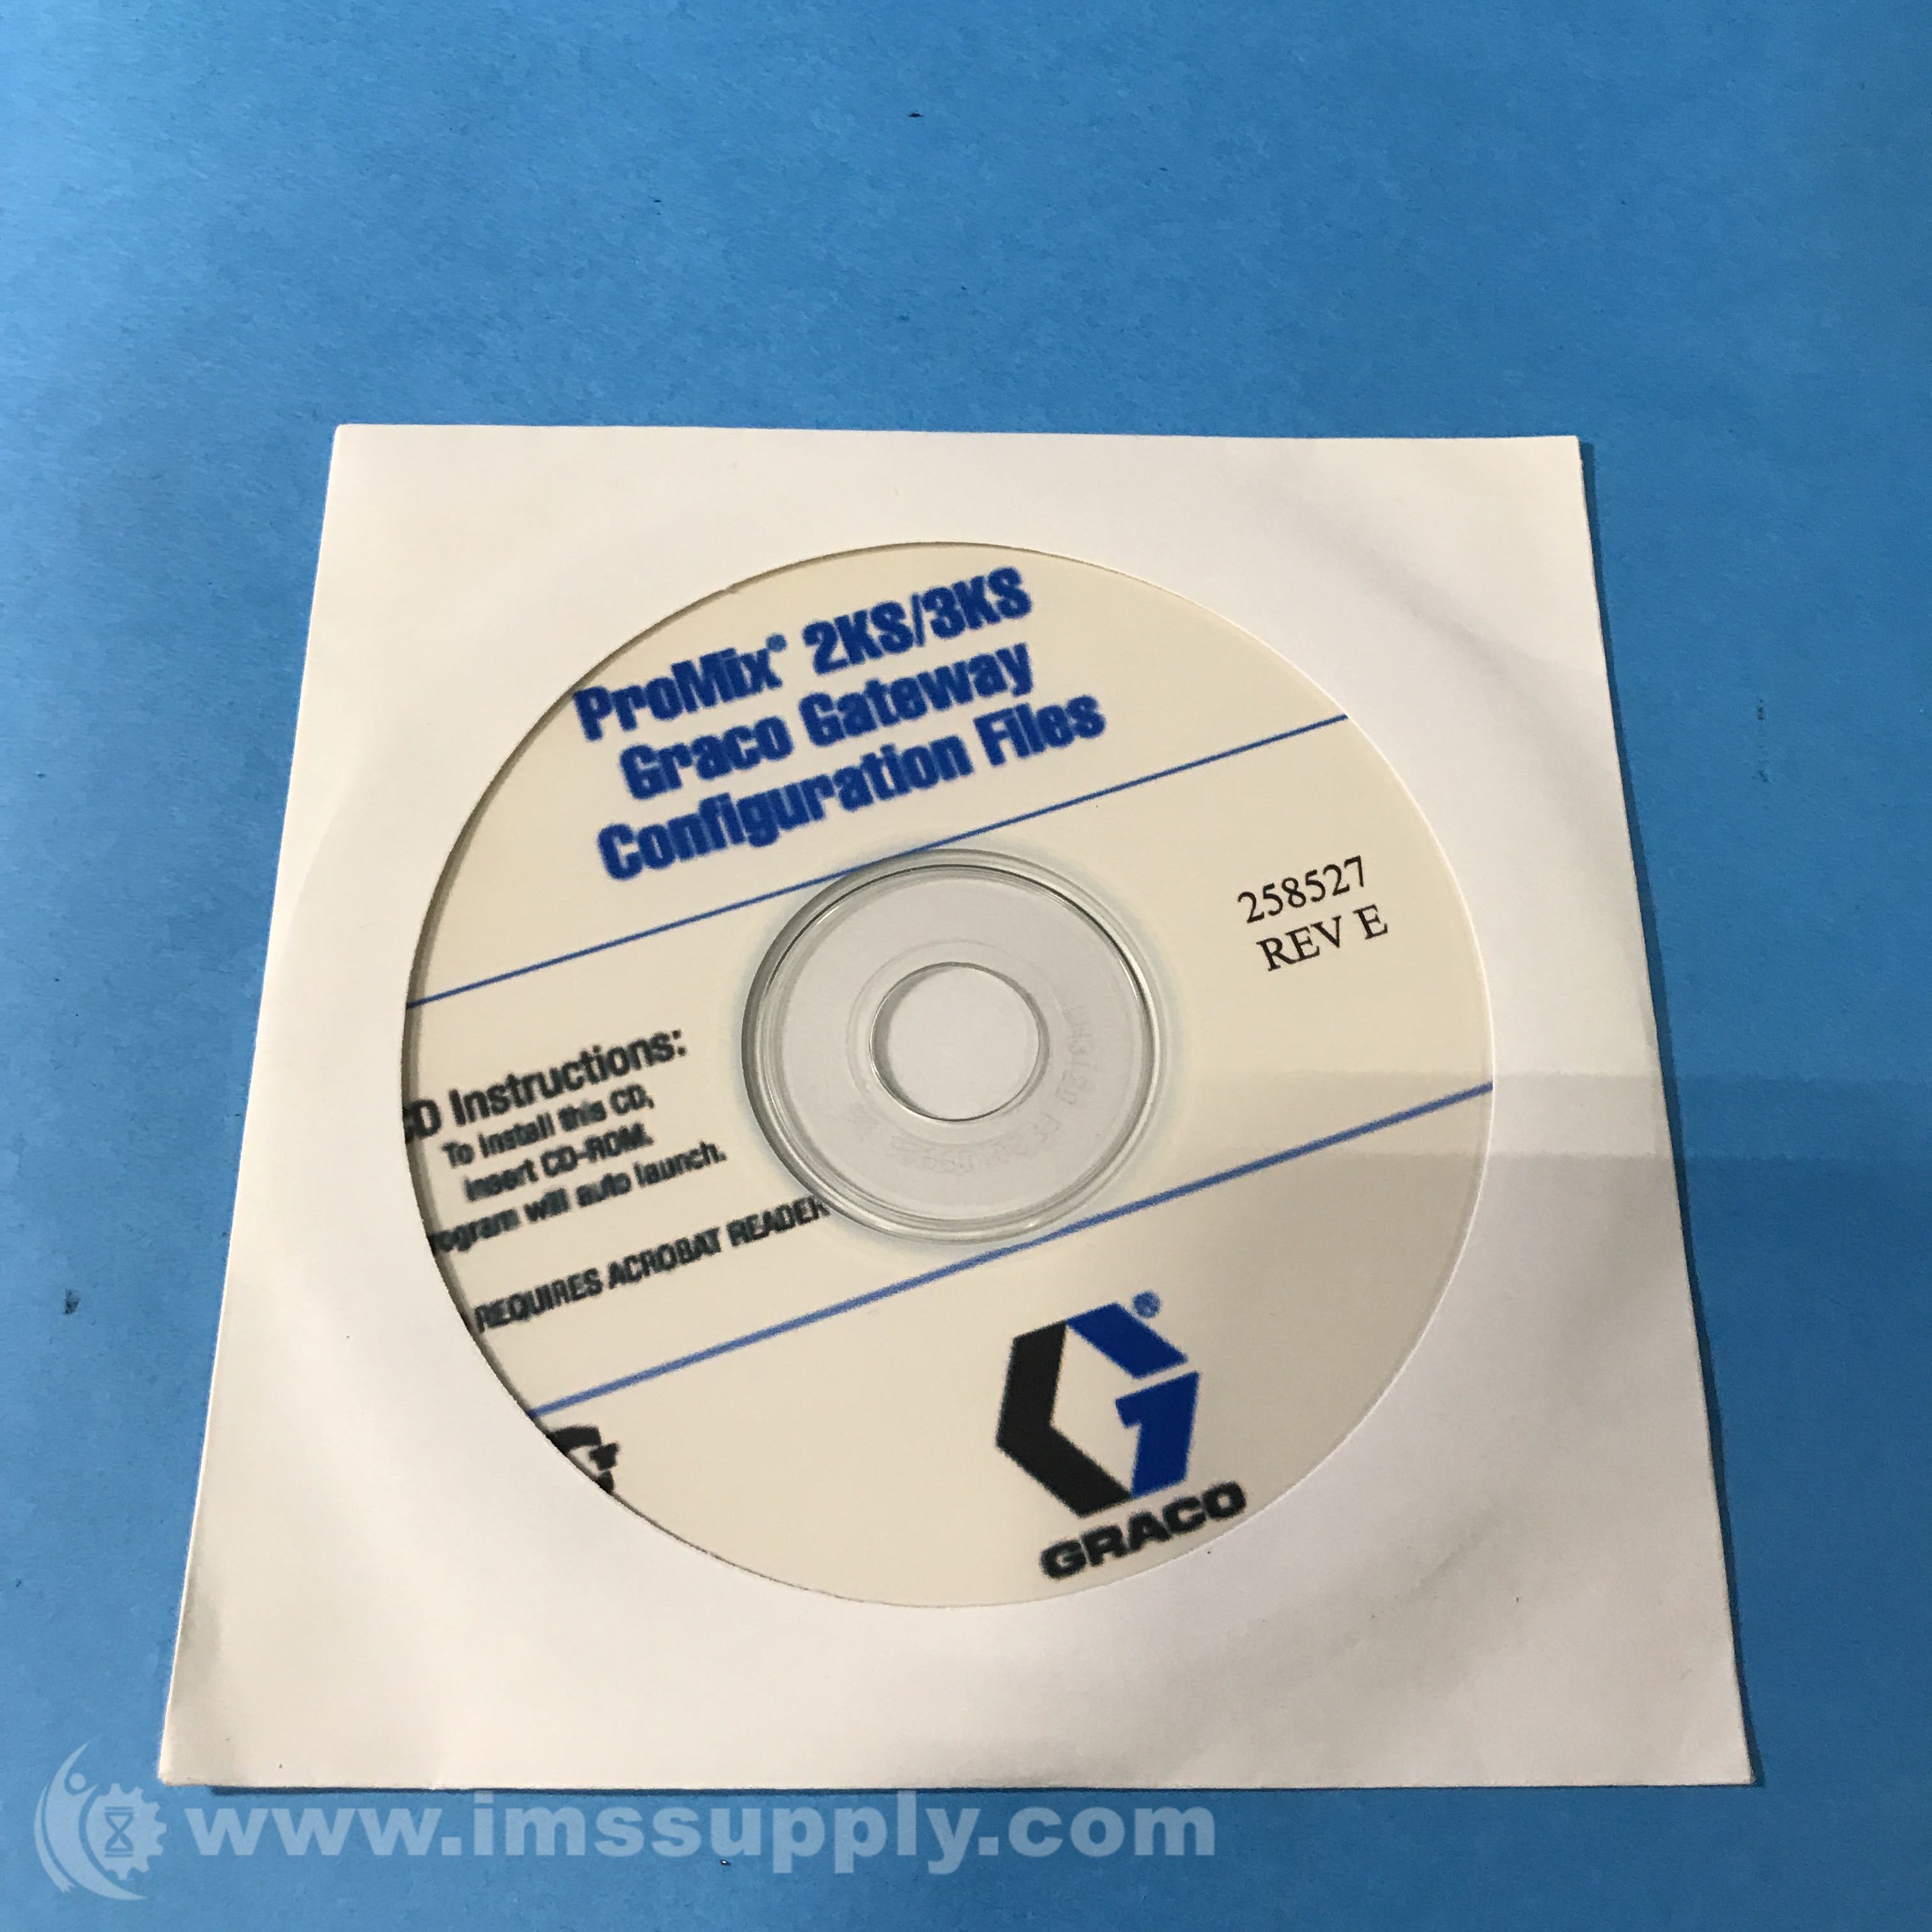 ProMix® 2KS/3KS
Graco Gateway
Configuration Files
258527
REV E
CD Instructions:
To install this CD,
insert CD-ROM.
rogram will auto launch.
REQUIRES ACROBAT READER
GRACO
www.imssupply.com